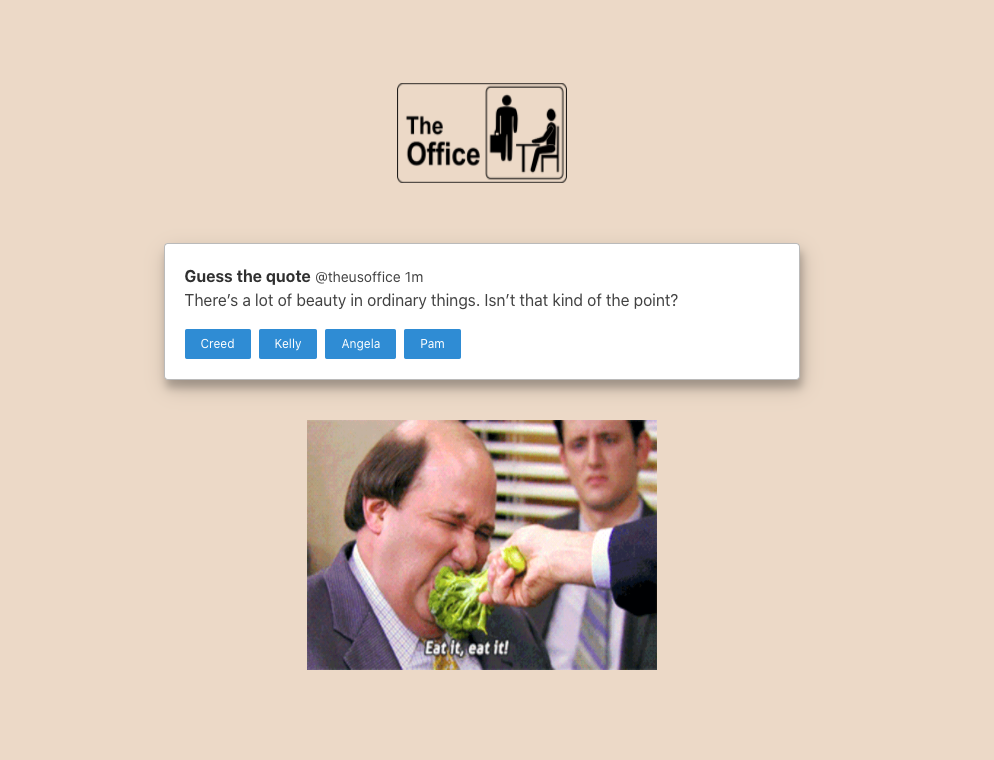 The
Office
Guess the quote @theusoffice 1m
There’s a lot of beauty in ordinary things. Isn’t that kind of the point?
Creed Kelly Angela Pam
Eat it, eat it!